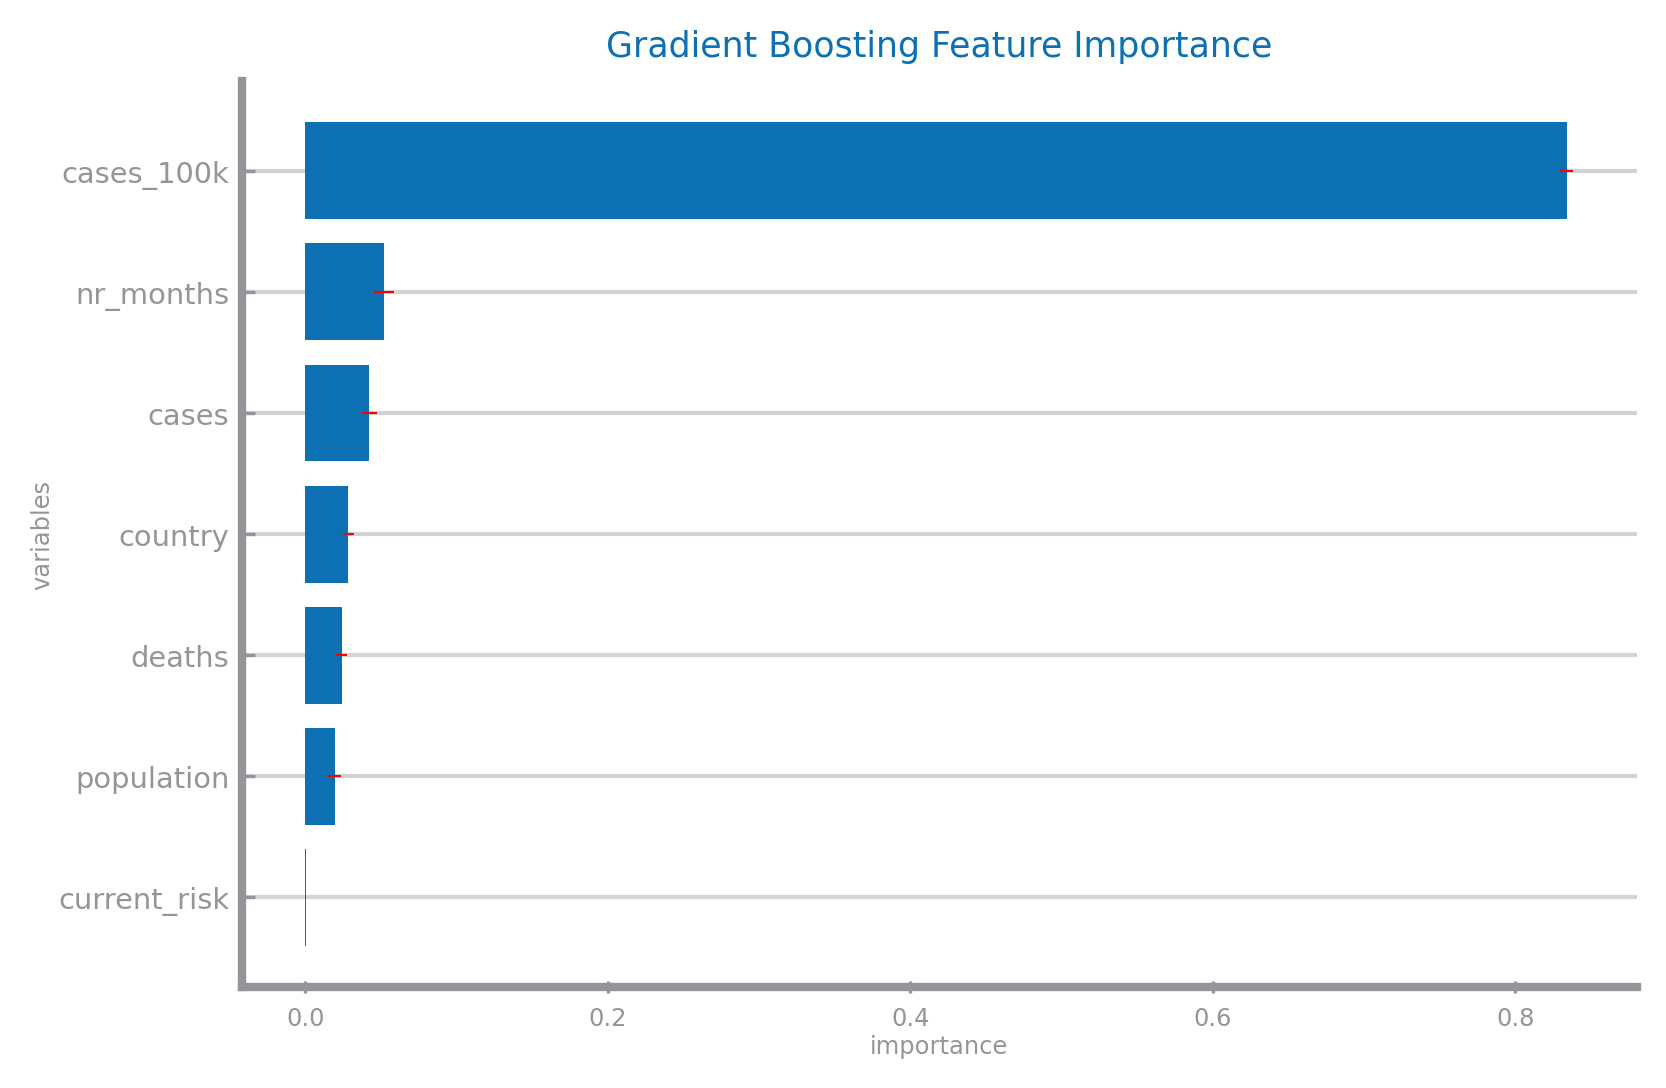 Gradient Boosting Feature Importance
cases_100k
nr_months
cases
country
deaths
population
current_risk
variables
0.0 0.2 0.4 0.6 0.8
importance